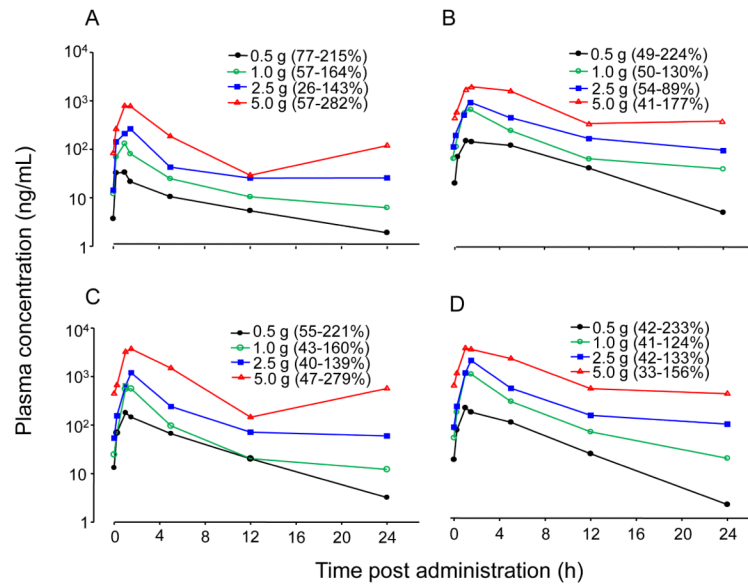 A
0.5 g (77-215%)
1.0 g (57-164%)
2.5 g (26-143%)
5.0 g (57-282%)
10⁴
10³
10²
10
1
B
0.5 g (49-224%)
1.0 g (50-130%)
2.5 g (54-89%)
5.0 g (41-177%)
Plasma concentration (ng/mL)
C
0.5 g (55-221%)
1.0 g (43-160%)
2.5 g (40-139%)
5.0 g (47-279%)
10⁴
10³
10²
10
1
0 4 8 12 16 20 24
D
0.5 g (42-233%)
1.0 g (41-124%)
2.5 g (42-133%)
5.0 g (33-156%)
0 4 8 12 16 20 24
Time post administration (h)